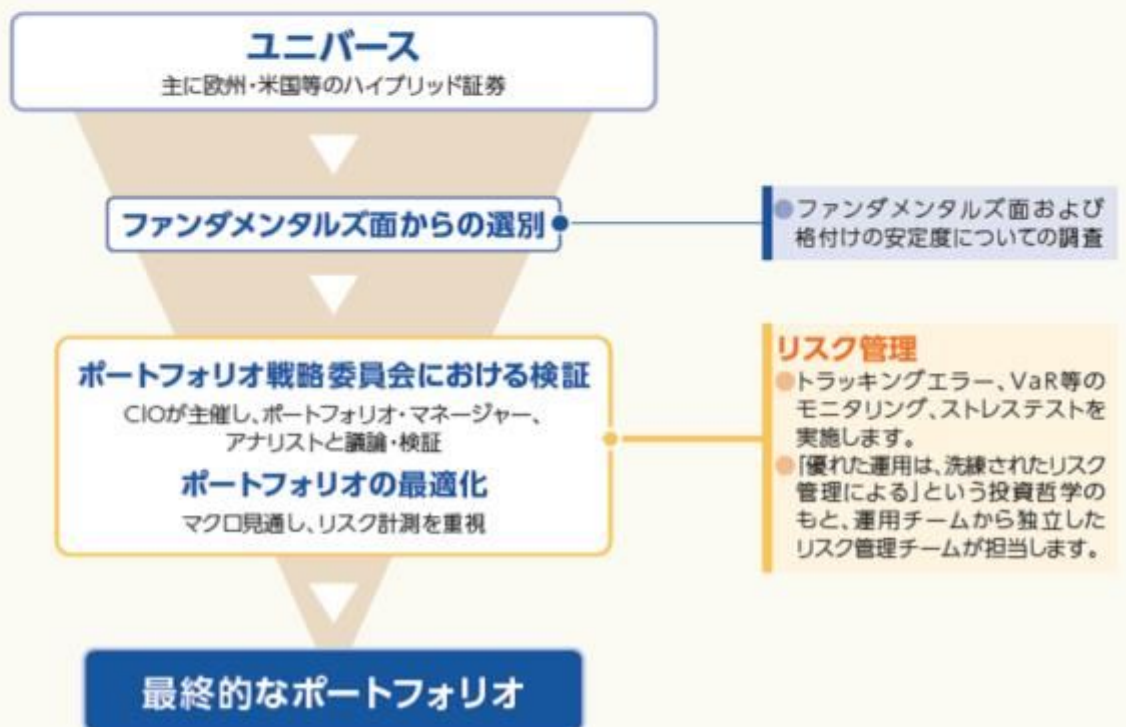 ユニバース
主に欧州・米国等のハイブリッド証券
ファンダメンタルズ面からの選別
●ファンダメンタルズ面および
格付けの安定度についての調査
ポートフォリオ戦略委員会における検証
CIOが主催し、ポートフォリオ・マネージャー、
アナリストと議論・検証
ポートフォリオの最適化
マクロ見通し、リスク計測を重視
リスク管理
●トラッキングエラー、VaR等の
モニタリング、ストレステストを
実施します。
●「優れた運用は、洗練されたリスク
管理による」という投資哲学の
もと、運用チームから独立した
リスク管理チームが担当します。
最終的なポートフォリオ